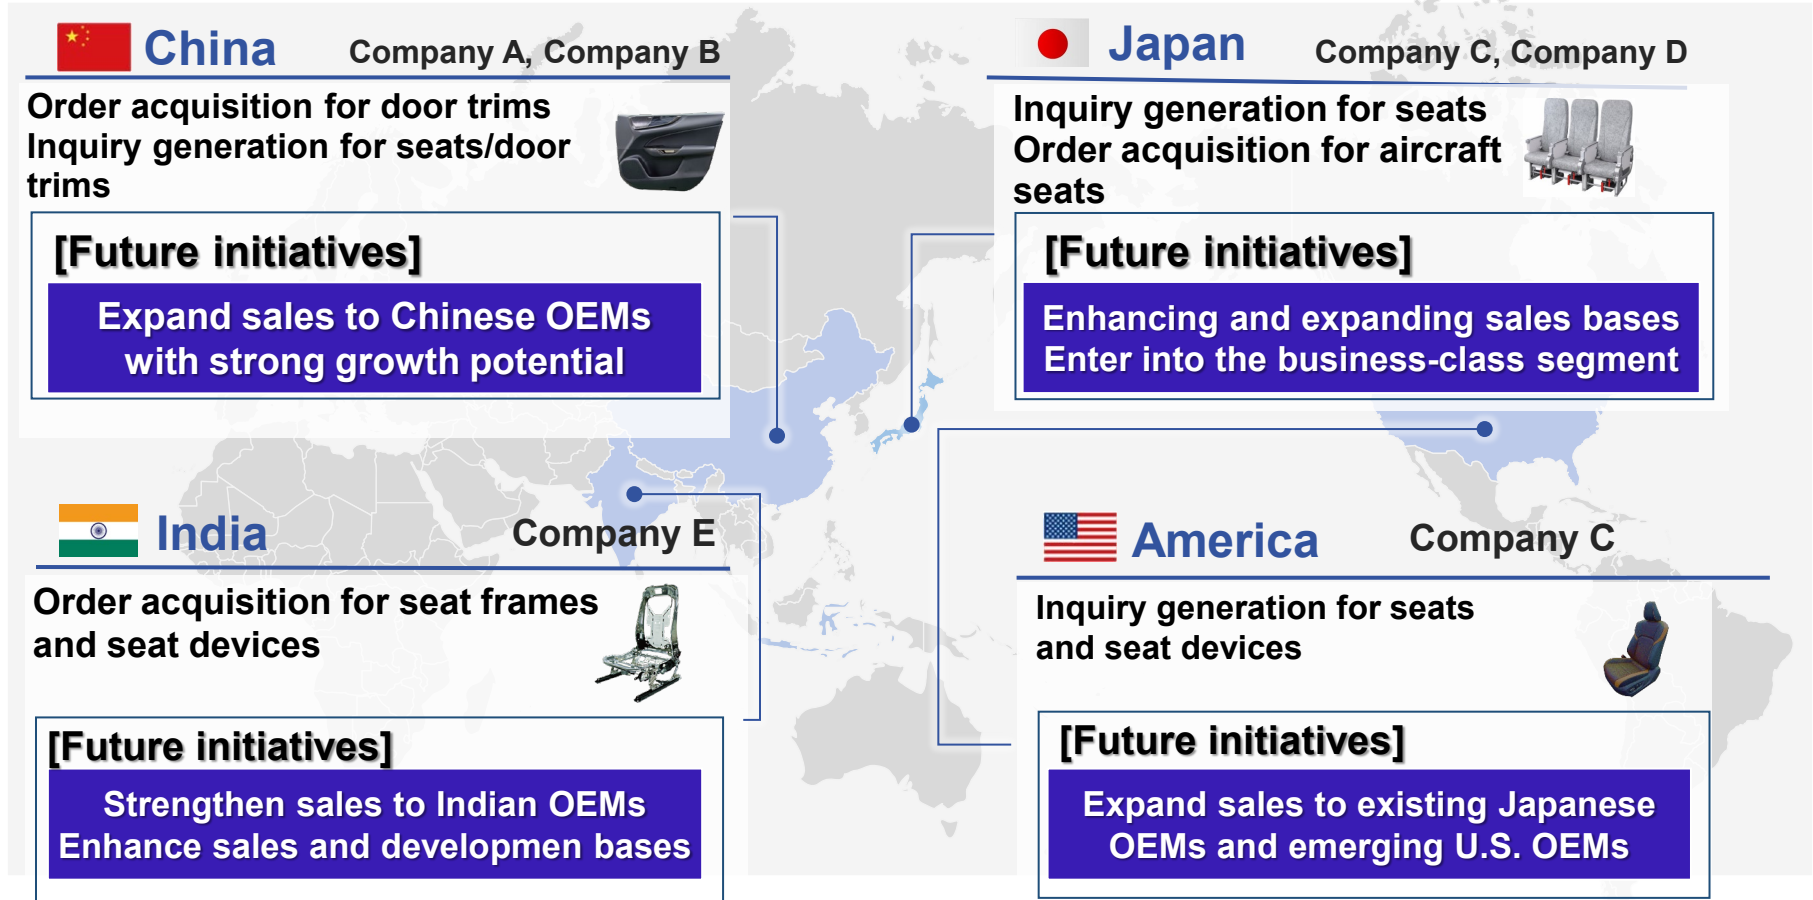 China
Company A, Company B
Order acquisition for door trims
Inquiry generation for seats/door
trims
[Future initiatives]
Expand sales to Chinese OEMs
with strong growth potential
Japan
Company C, Company D
Inquiry generation for seats
Order acquisition for aircraft
seats
[Future initiatives]
Enhancing and expanding sales bases
Enter into the business-class segment
India
Company E
Order acquisition for seat frames
and seat devices
[Future initiatives]
Strengthen sales to Indian OEMs
Enhance sales and developmen bases
America
Company C
Inquiry generation for seats
and seat devices
[Future initiatives]
Expand sales to existing Japanese
OEMs and emerging U.S. OEMs